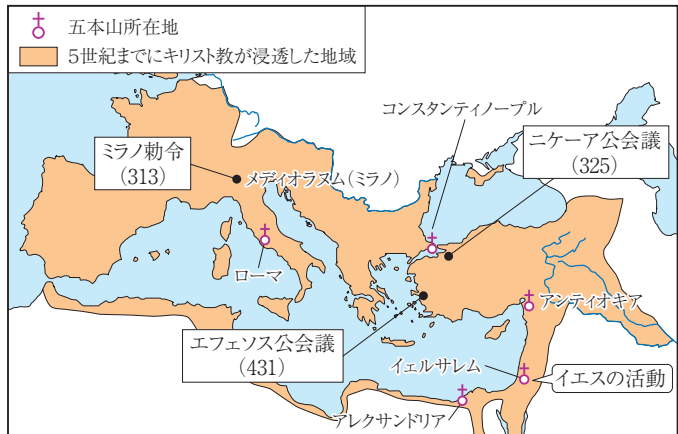 五本山所在地
5世紀までにキリスト教が浸透した地域
コンスタンティノープル
ニケーア公会議
(325)
ミラノ勅令
(313)
メディオラヌム(ミラノ)
ローマ
アンティオキア
エフェソス公会議
(431)
イェルサレム
イエスの活動
アレクサンドリア